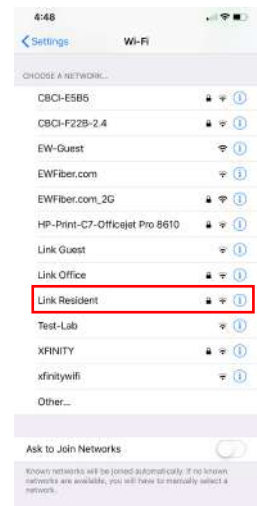 4:48
Settings Wi-Fi
CHOOSE A NETWORK...
CBCI-E5B5
CBCI-F22B-2.4
EW-Guest
EWFiber.com
EWFiber.com_2G
HP-Print-C7-Officejet Pro 8610
Link Guest
Link Office
Link Resident
Test-Lab
XFINITY
xfinitywifi
Other...
Ask to Join Networks
Known networks will be joined automatically. If no known
networks are available, you will have to manually select a
network.